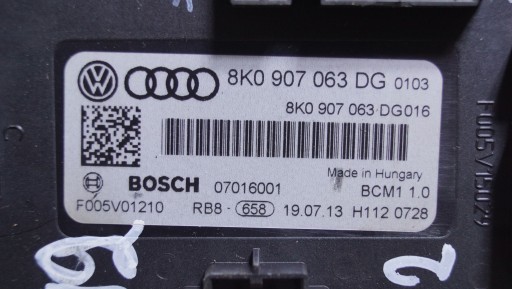 8K0 907 063 DG 0103
8K0 907 063 DG016
Made in Hungary
BOSCH 07016001 BCM1 1.0
F005V01210 RB8 - 658 19.07.13 H112 0728
F005V15029
2